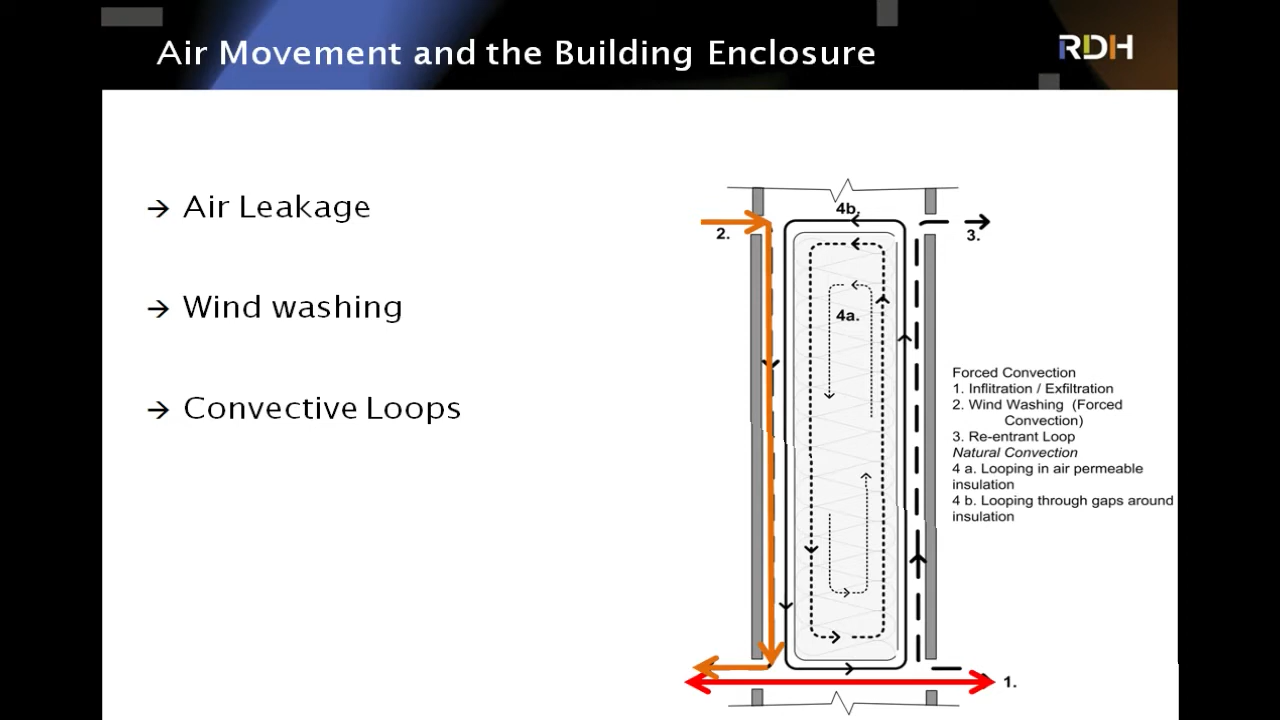 Air Movement and the Building Enclosure
RDH
→ Air Leakage
→ Wind washing
→ Convective Loops
4b.
2.
3.
4a.
Forced Convection
1. Inflitration / Exfiltration
2. Wind Washing (Forced
Convection)
3. Re-entrant Loop
Natural Convection
4 a. Looping in air permeable
insulation
4 b. Looping through gaps around
insulation
1.